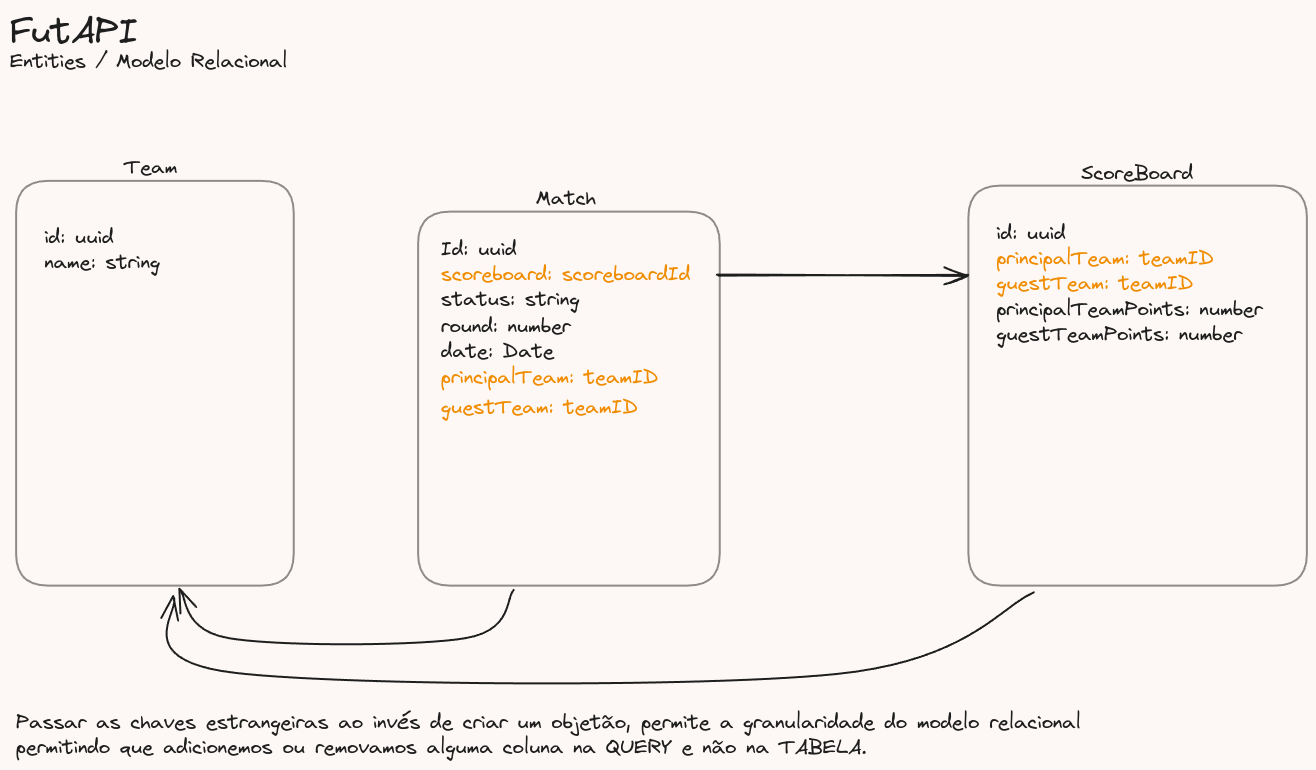 FutAPI
Entities / Modelo Relacional
Team
id: uuid
name: string
Match
Id: uuid
scoreboard: scoreboardId
status: string
round: number
date: Date
principalTeam: teamID
guestTeam: teamID
ScoreBoard
id: uuid
principalTeam: teamID
guestTeam: teamID
principalTeamPoints: number
guestTeamPoints: number
Passar as chaves estrangeiras ao invés de criar um objetão, permite a granularidade do modelo relacional
permitindo que adicionemos ou removamos alguma coluna na QUERY e não na TABELA.